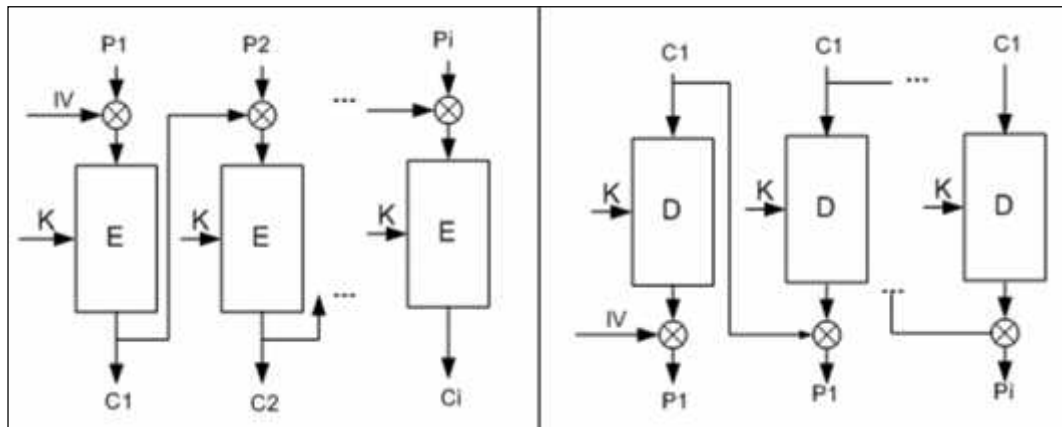 P1 P2 Pi
IV ...
K E K E K E
...
C1 C2 Ci
C1 C1 C1
...
K D K D K D
...
IV
P1 P1 Pi